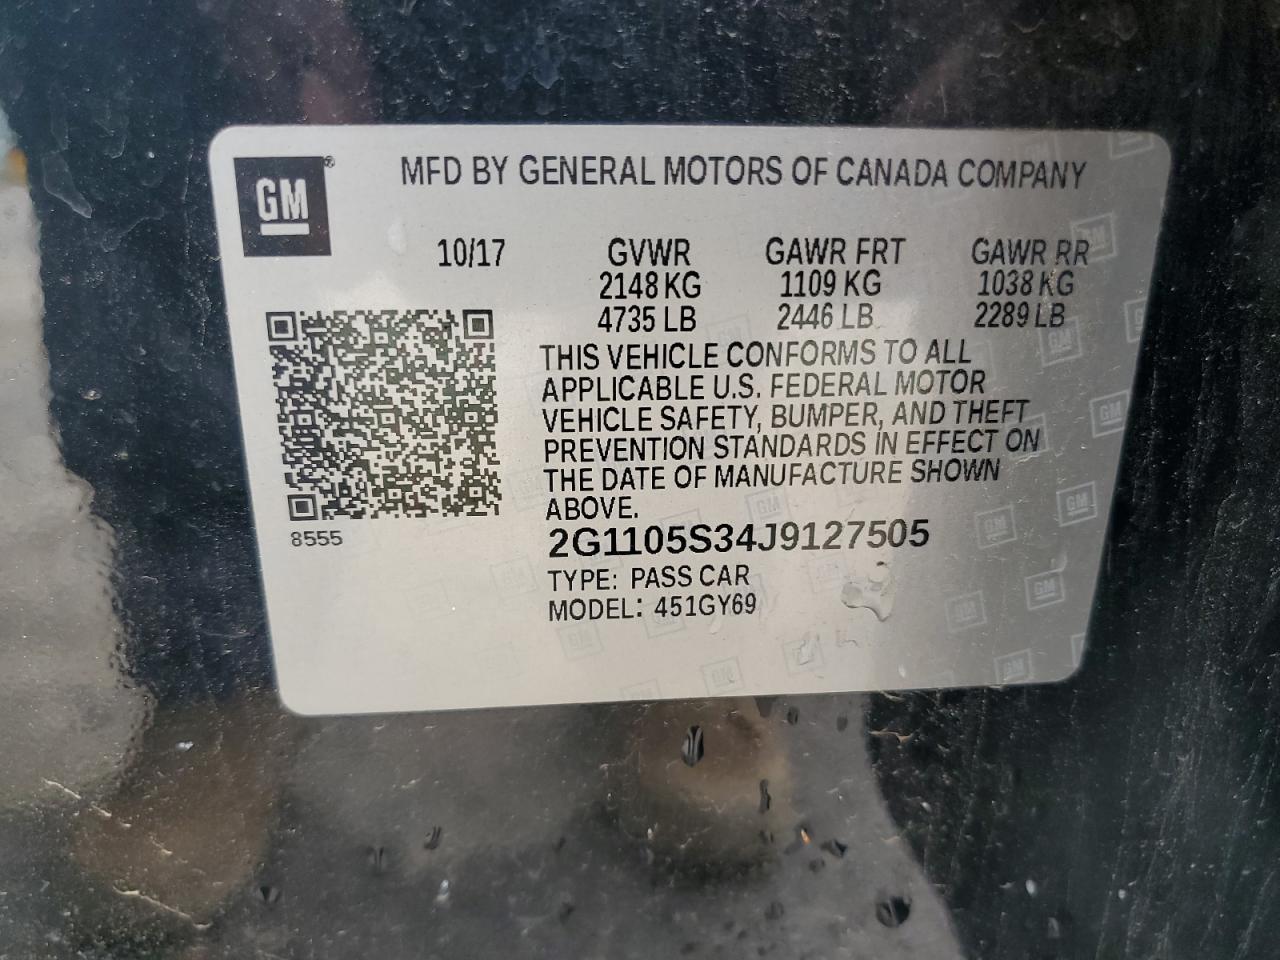 GM®
MFD BY GENERAL MOTORS OF CANADA COMPANY
10/17 GVWR GAWR FRT GAWR RR
2148 KG 1109 KG 1038 KG
4735 LB 2446 LB 2289 LB
THIS VEHICLE CONFORMS TO ALL
APPLICABLE U.S. FEDERAL MOTOR
VEHICLE SAFETY, BUMPER, AND THEFT
PREVENTION STANDARDS IN EFFECT ON
THE DATE OF MANUFACTURE SHOWN
ABOVE.
8555
2G1105S34J9127505
TYPE: PASS CAR
MODEL: 451GY69